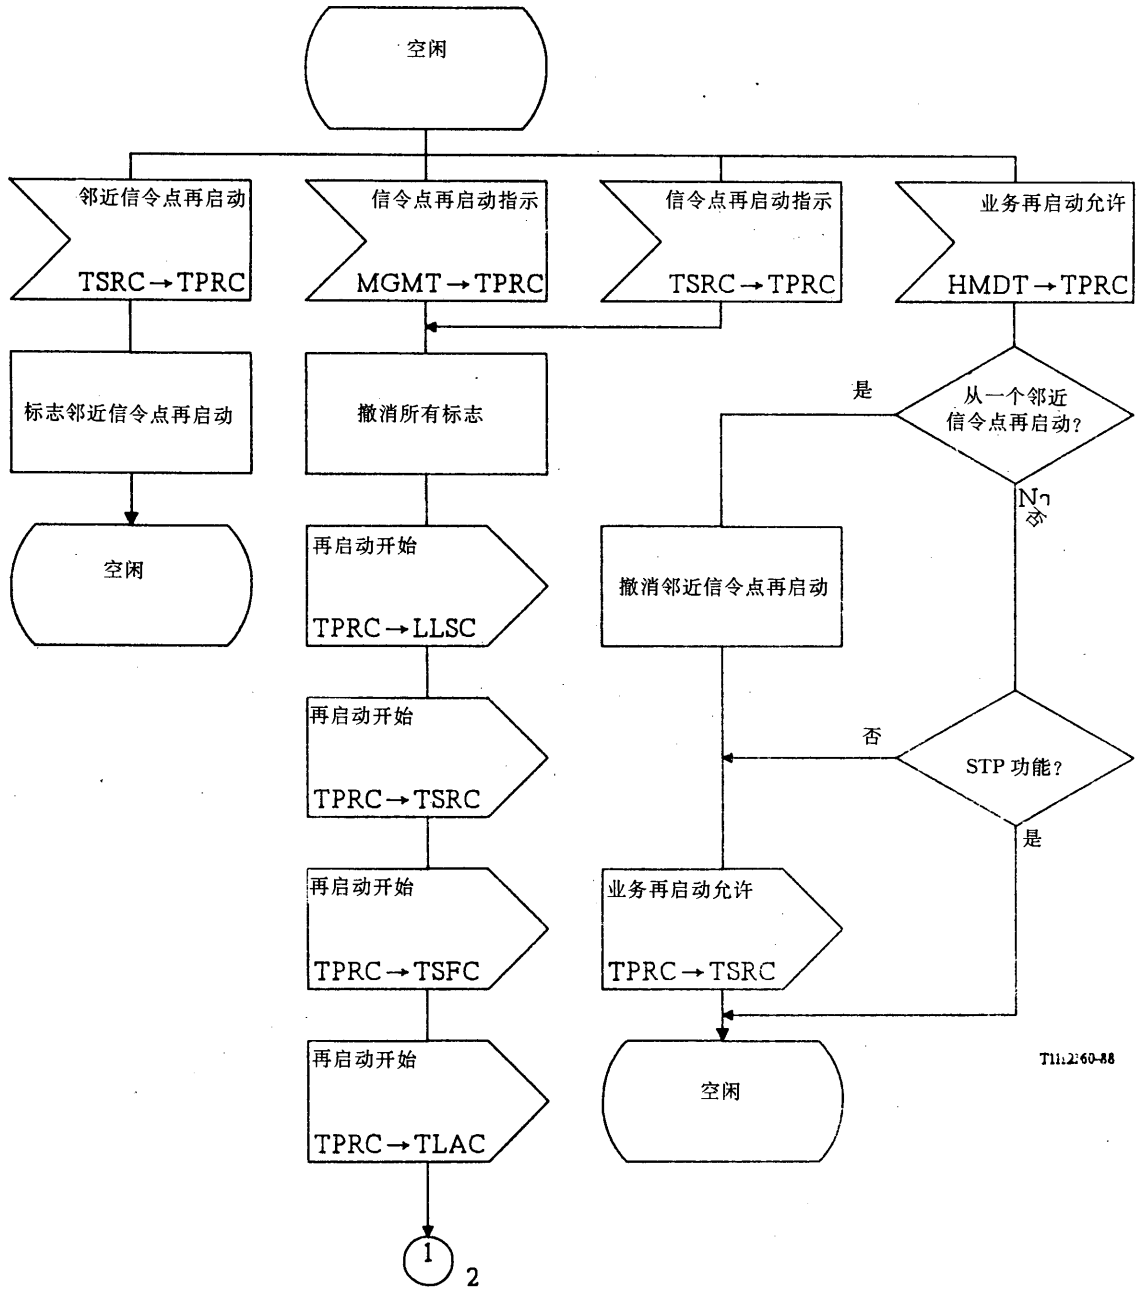 空闲
邻近信令点再启动
TSRC→TPRC
信令点再启动指示
MGMT→TPRC
信令点再启动指示
TSRC→TPRC
业务再启动允许
HMDT→TPRC
标志邻近信令点再启动
撤消所有标志
是
从一个邻近
信令点再启动?
否
空闲
再启动开始
TPRC→LLSC
撤消邻近信令点再启动
再启动开始
TPRC→TSRC
否
STP 功能?
是
再启动开始
TPRC→TSFC
业务再启动允许
TPRC→TSRC
再启动开始
TPRC→TLAC
空闲
1
2